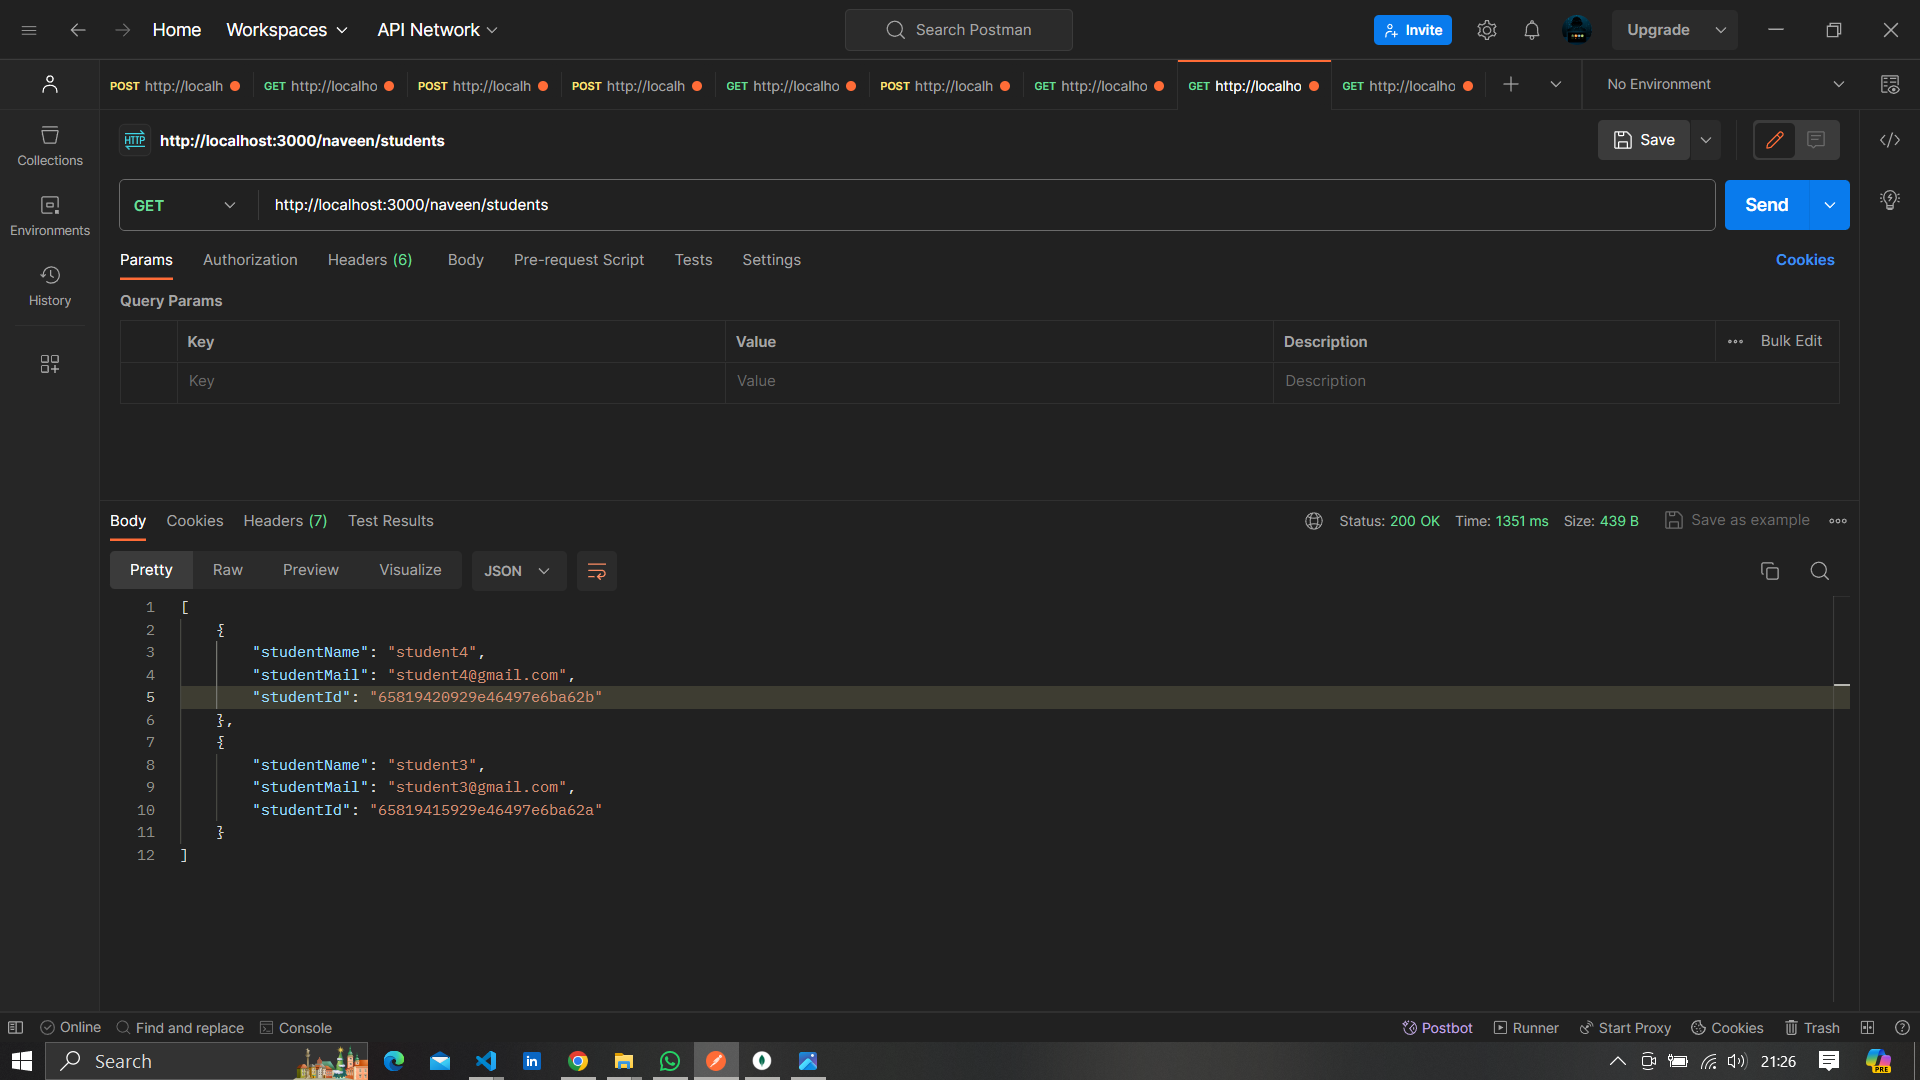 Home Workspaces API Network Search Postman Invite Upgrade
POST http://localh GET http://localho POST http://localh POST http://localh GET http://localho POST http://localh GET http://localho GET http://localho GET http://localho No Environment
HTTP http://localhost:3000/naveen/students Save
Collections
GET http://localhost:3000/naveen/students Send
Environments
Params Authorization Headers (6) Body Pre-request Script Tests Settings Cookies
History
Query Params
Key Value Description Bulk Edit
Key Value Description
Body Cookies Headers (7) Test Results Status: 200 OK Time: 1351 ms Size: 439 B Save as example
Pretty Raw Preview Visualize JSON
1 [
2 {
3 "studentName": "student4",
4 "studentMail": "student4@gmail.com",
5 "studentId": "65819420929e46497e6ba62b"
6 },
7 {
8 "studentName": "student3",
9 "studentMail": "student3@gmail.com",
10 "studentId": "65819415929e46497e6ba62a"
11 }
12 ]
Online Find and replace Console Postbot Runner Start Proxy Cookies Trash
Search in 21:26 PRE